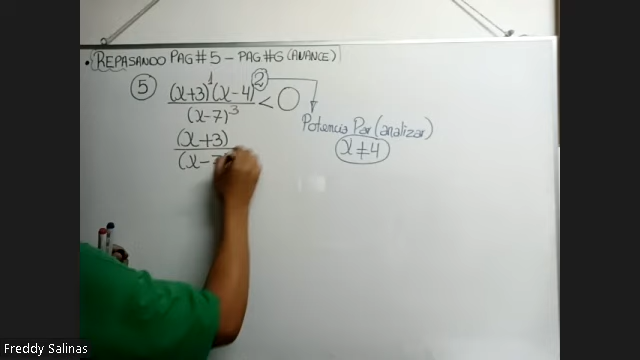 • REPASANDO PAG # 5 - PAG # 6 (AVANCE)
5 (x+3)¹(x-4)² / (x-7)³ < 0
Potencia Par (analizar)
x ≠ 4
(x+3)
(x-7)
Freddy Salinas